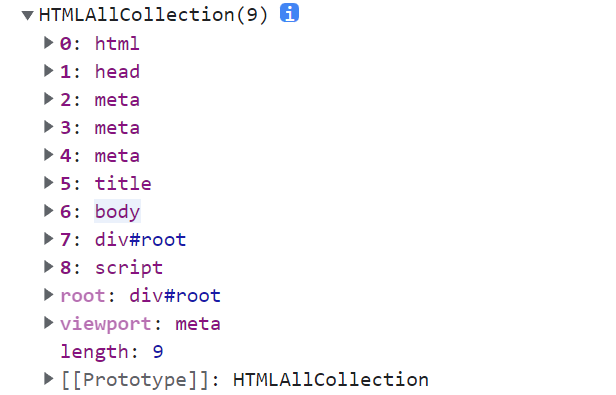 HTMLAllCollection(9) i
0: html
1: head
2: meta
3: meta
4: meta
5: title
6: body
7: div#root
8: script
root: div#root
viewport: meta
length: 9
[[Prototype]]: HTMLAllCollection